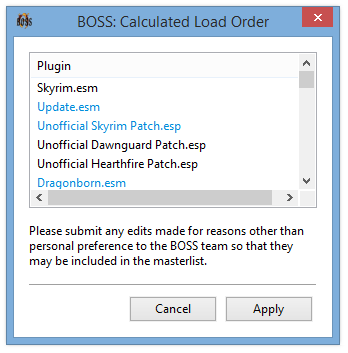 BOSS
BOSS: Calculated Load Order
Plugin
Skyrim.esm
Update.esm
Unofficial Skyrim Patch.esp
Unofficial Dawnguard Patch.esp
Unofficial Hearthfire Patch.esp
Dragonborn.esm
Please submit any edits made for reasons other than
personal preference to the BOSS team so that they
may be included in the masterlist.
Cancel
Apply